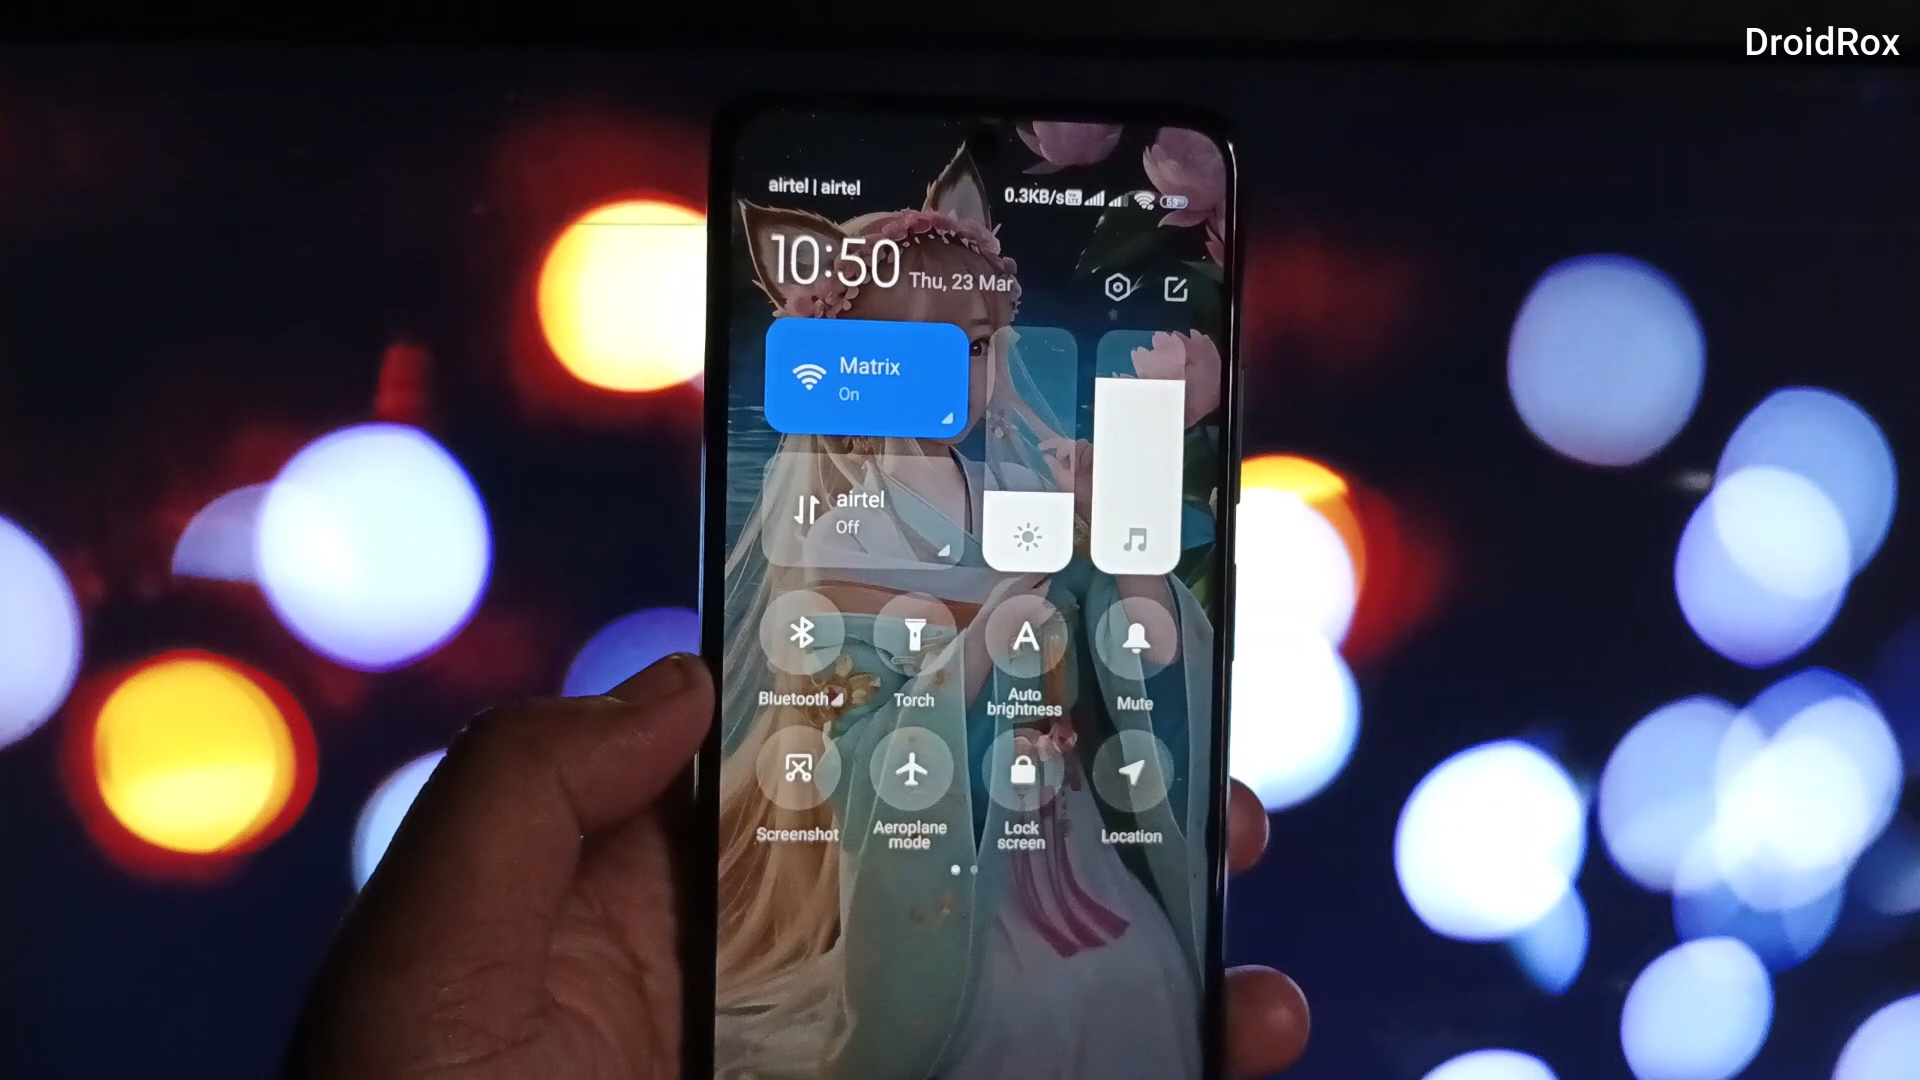 DroidRox
airtel | airtel
0.3KB/s
53
10:50 Thu, 23 Mar
Matrix
On
airtel
Off
A
Bluetooth
Torch
Auto
brightness
Mute
Screenshot
Aeroplane
mode
Lock
screen
Location